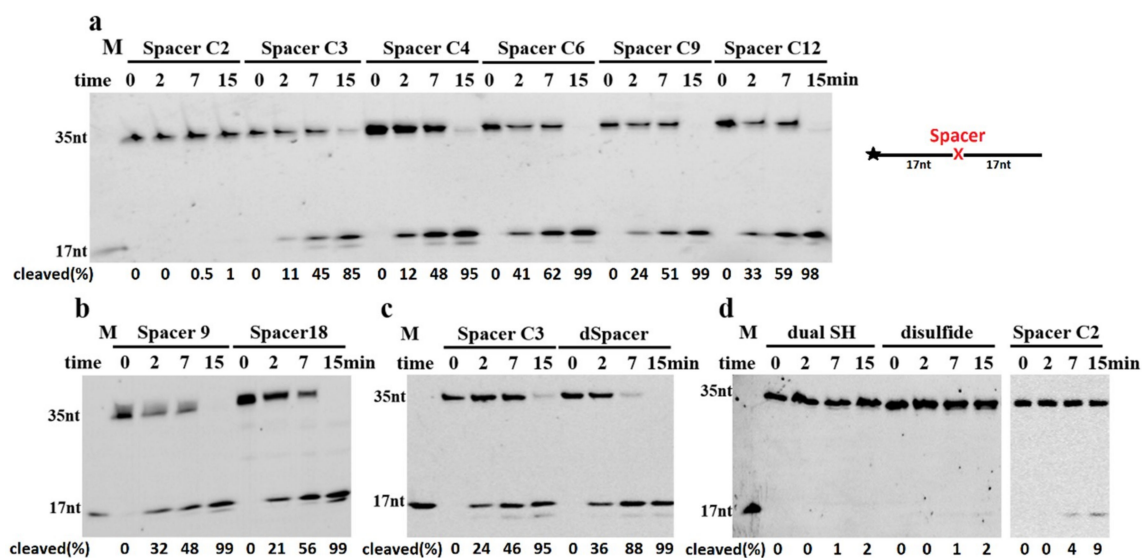 a
M Spacer C2 Spacer C3 Spacer C4 Spacer C6 Spacer C9 Spacer C12
time 0 2 7 15 0 2 7 15 0 2 7 15 0 2 7 15 0 2 7 15 0 2 7 15min
35nt
17nt
cleaved(%) 0 0 0.5 1 0 11 45 85 0 12 48 95 0 41 62 99 0 24 51 99 0 33 59 98
Spacer
X
17nt 17nt
b
M Spacer 9 Spacer18
time 0 2 7 15 0 2 7 15min
35nt
17nt
cleaved(%) 0 32 48 99 0 21 56 99
c
M Spacer C3 dSpacer
time 0 2 7 15 0 2 7 15min
35nt
17nt
cleaved(%) 0 24 46 95 0 36 88 99
d
M dual SH disulfide Spacer C2
time 0 2 7 15 0 2 7 15 0 2 7 15min
35nt
17nt
cleaved(%) 0 0 1 2 0 0 1 2 0 0 4 9